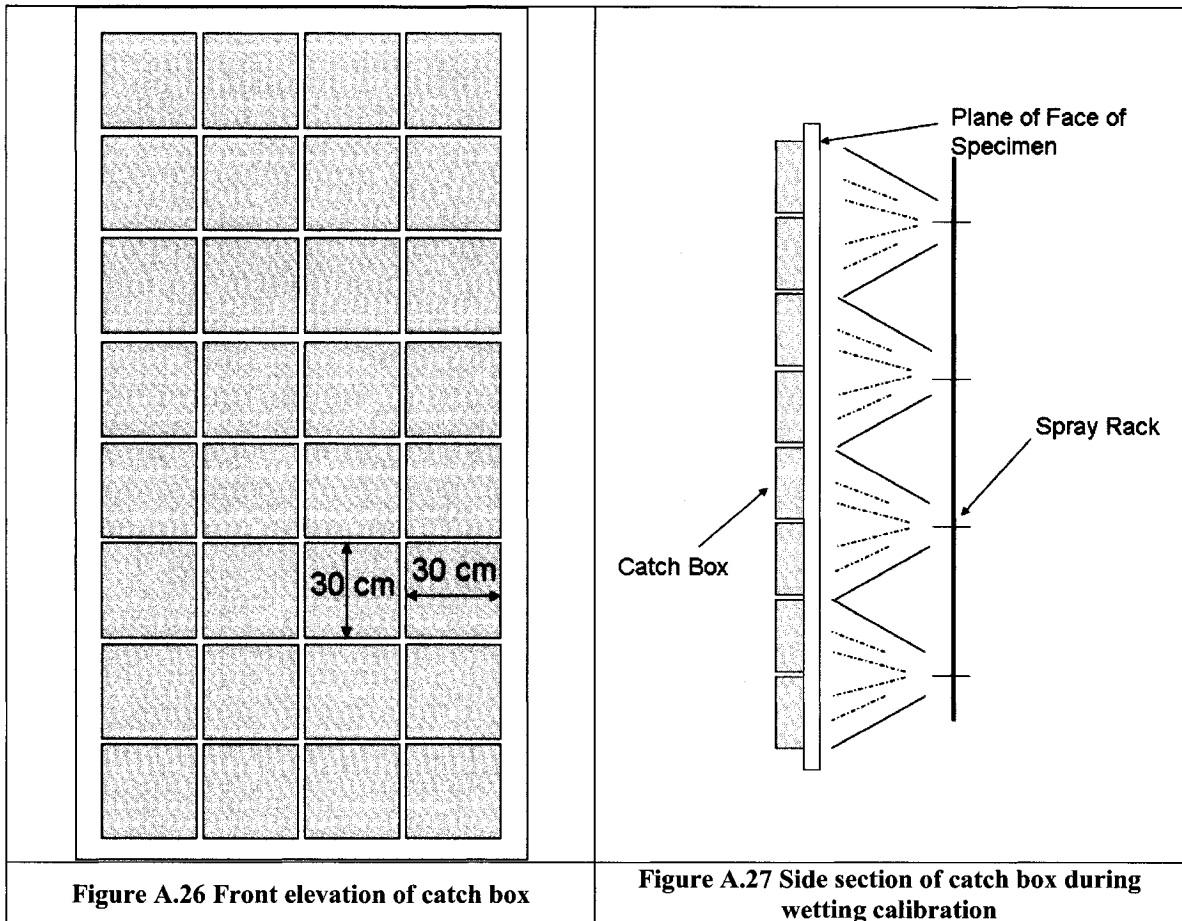 30 cm
30 cm
Figure A.26 Front elevation of catch box
Plane of Face of
Specimen
Spray Rack
Catch Box
Figure A.27 Side section of catch box during
wetting calibration